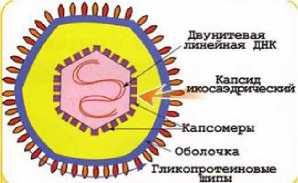 Двунитевая
линейная ДНК
Капсид
икосаэдрический
Капсомеры
Оболочка
Гликопротеиновые
шипы